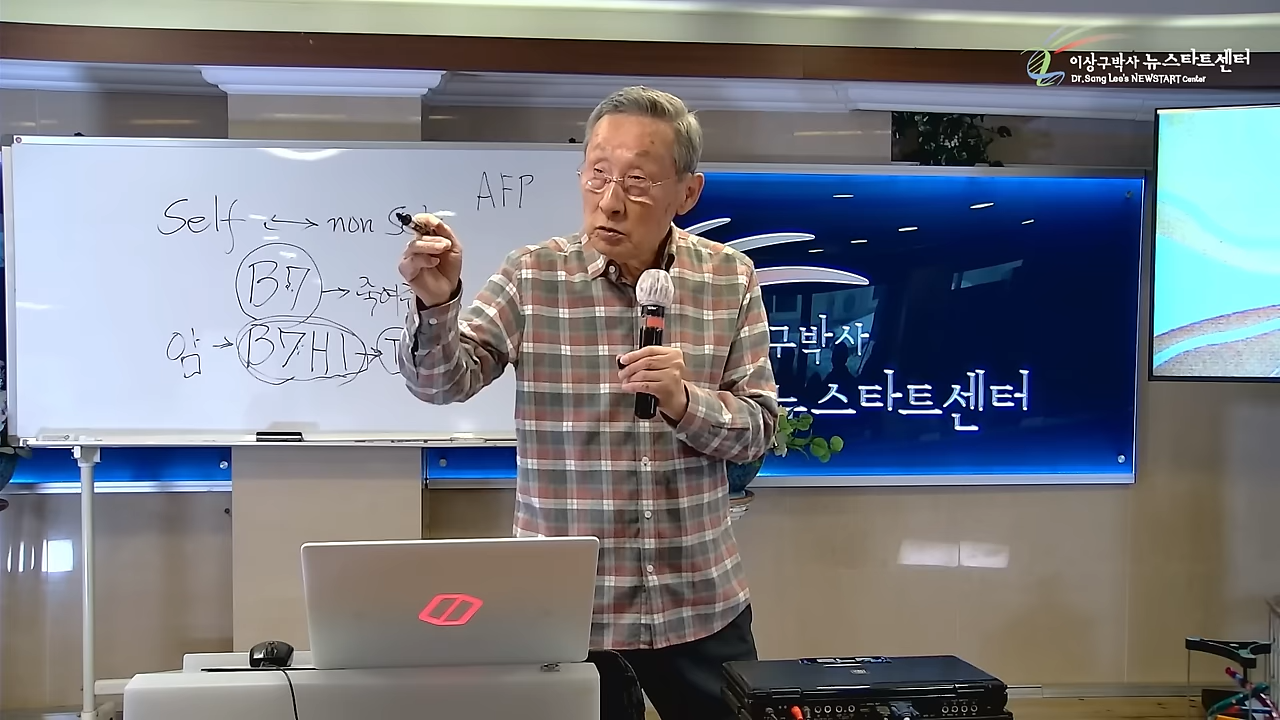 이상구박사 뉴스타트센터
Dr. Sang Lee's NEWSTART Center
AFP
Self ↔ non
B7 → 죽여
암 → B7H1 →
구박사
뉴스타트센터